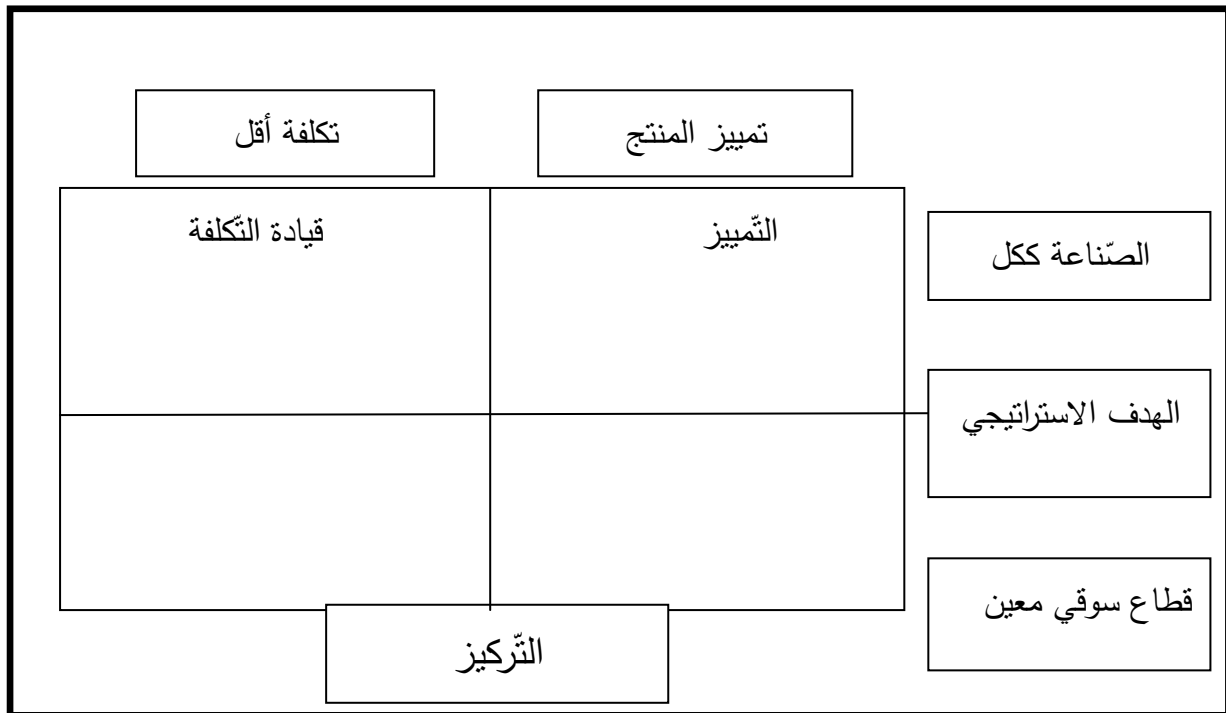 تمييز المنتج
تكلفة أقل
الصّناعة ككل
التّمييز
قيادة التّكلفة
الهدف الاستراتيجي
قطاع سوقي معين
التّركيز